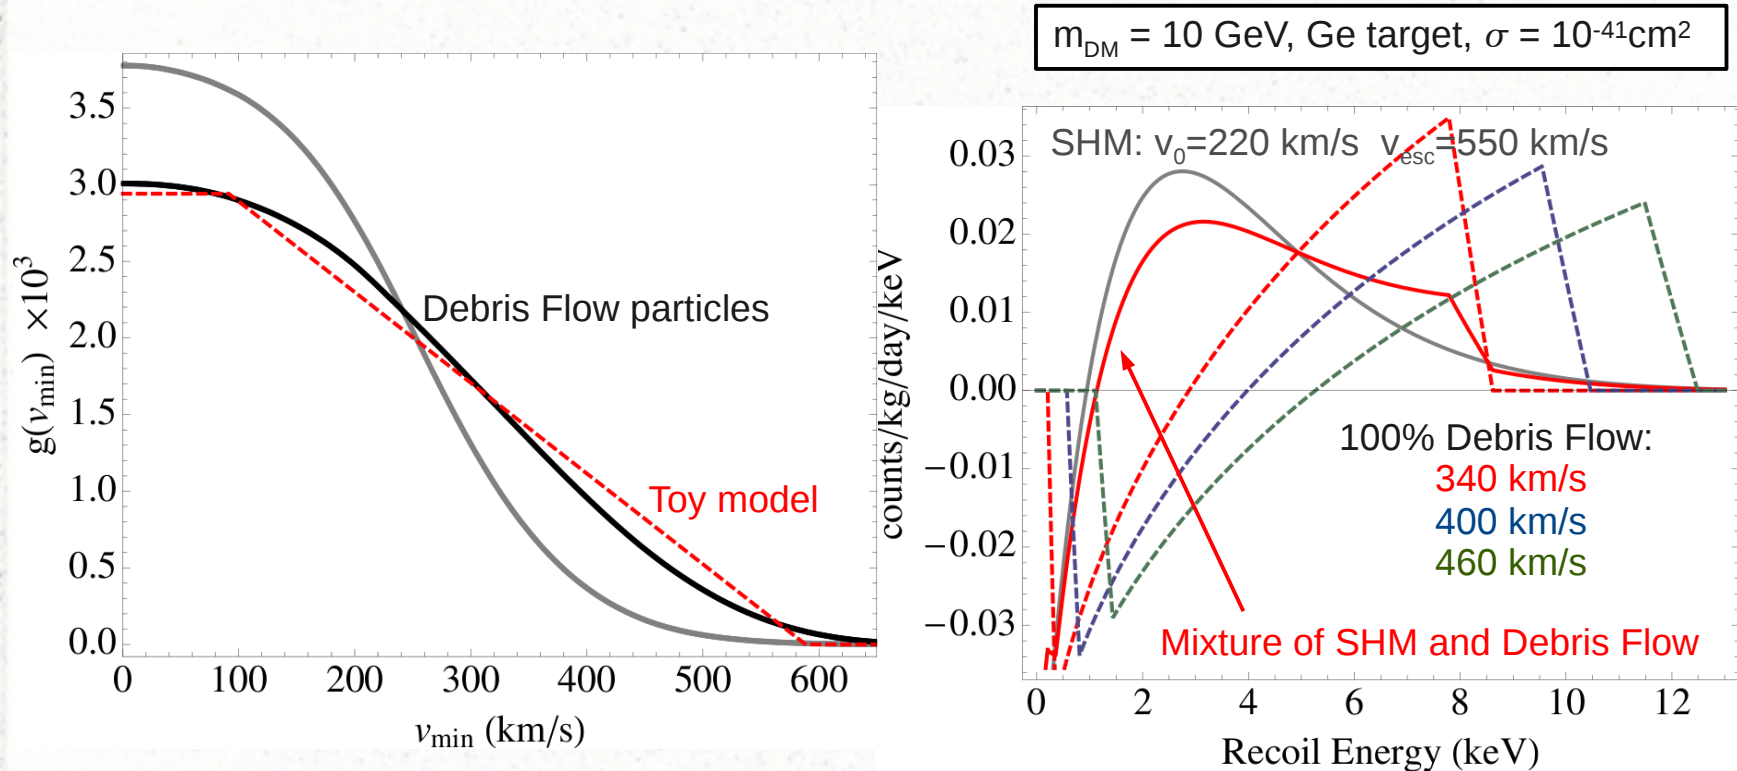 m_DM = 10 GeV, Ge target, σ = 10^-41 cm^2
3.5
3.0
2.5
2.0
1.5
1.0
0.5
0.0
g(v_min) ×10^3
Debris Flow particles
Toy model
0 100 200 300 400 500 600
v_min (km/s)
SHM: v_0=220 km/s v_esc=550 km/s
0.03
0.02
0.01
0.00
−0.01
−0.02
−0.03
counts/kg/day/keV
100% Debris Flow:
340 km/s
400 km/s
460 km/s
Mixture of SHM and Debris Flow
0 2 4 6 8 10 12
Recoil Energy (keV)